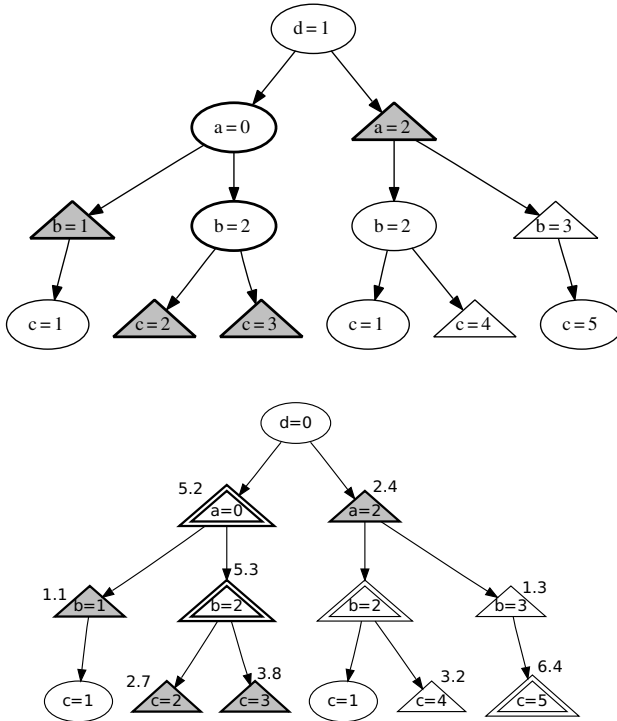 d = 1
a = 0 a = 2
b = 1 b = 2 b = 2 b = 3
c = 1 c = 2 c = 3 c = 1 c = 4 c = 5
d=0
5.2 2.4
a=0 a=2
5.3
1.1 1.3
b=1 b=2 b=2 b=3
2.7 3.8 3.2 6.4
c=1 c=2 c=3 c=1 c=4 c=5